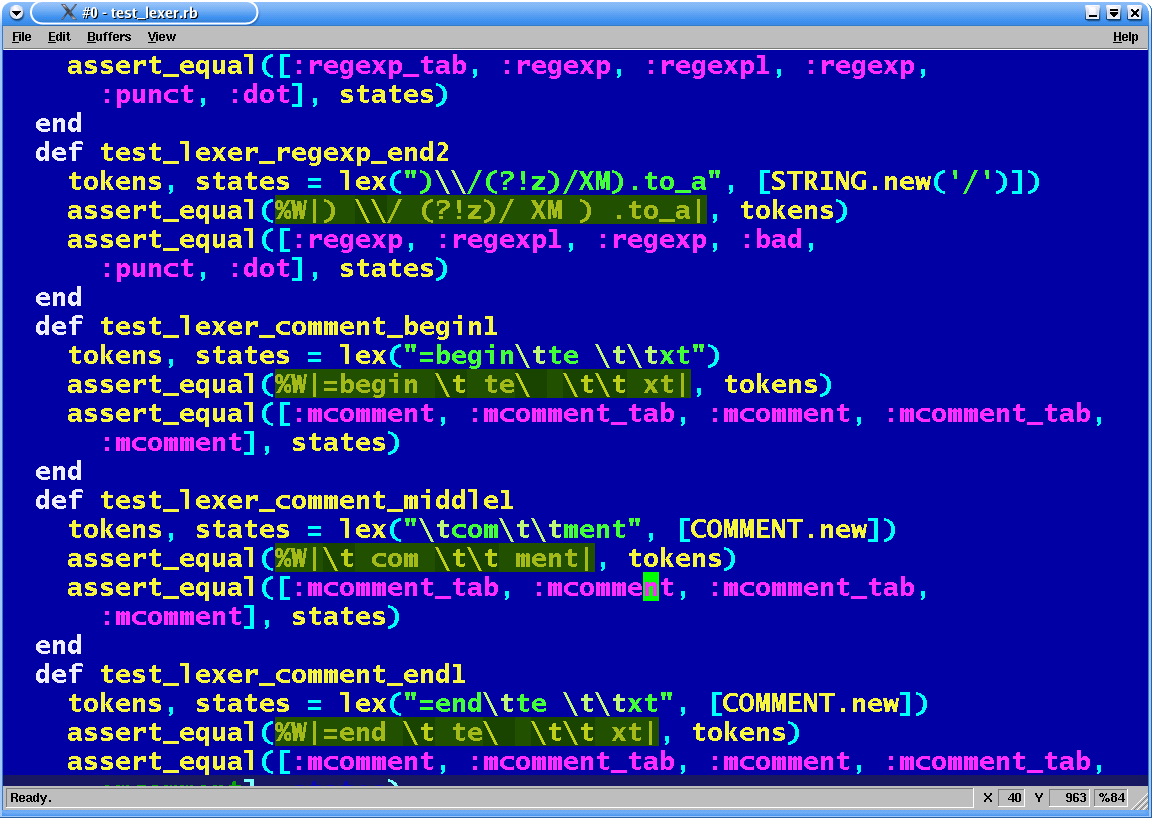 #0 - test_lexer.rb
File Edit Buffers View Help
assert_equal([:regexp_tab, :regexp, :regexp1, :regexp,
:punct, :dot], states)
end
def test_lexer_regexp_end2
tokens, states = lex(")\\/(?!z)/XM).to_a", [STRING.new('/')])
assert_equal(%W|) \\/ (?!z)/ XM ) .to_a|, tokens)
assert_equal([:regexp, :regexp1, :regexp, :bad,
:punct, :dot], states)
end
def test_lexer_comment_begin1
tokens, states = lex("=begin\tte \t\txt")
assert_equal(%W|=begin \t te\  \t\t xt|, tokens)
assert_equal([:mcomment, :mcomment_tab, :mcomment, :mcomment_tab,
:mcomment], states)
end
def test_lexer_comment_middle1
tokens, states = lex("\tcom\t\tment", [COMMENT.new])
assert_equal(%W|\t com \t\t ment|, tokens)
assert_equal([:mcomment_tab, :mcomment, :mcomment_tab,
:mcomment], states)
end
def test_lexer_comment_end1
tokens, states = lex("=end\tte \t\txt", [COMMENT.new])
assert_equal(%W|=end \t te\  \t\t xt|, tokens)
assert_equal([:mcomment, :mcomment_tab, :mcomment, :mcomment_tab,
Ready. X 40 Y 963 %84